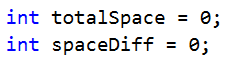 int totalSpace = 0;
int spaceDiff = 0;